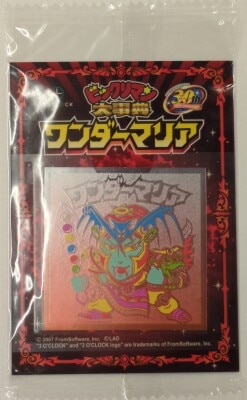 ビックリマン
大事典
ワンダーマリア
ワンダーマリア
© 2007 FromSoftware, Inc. ©LAD
"3 O'CLOCK" and "3 O'CLOCK logo" are trademarks of FromSoftware, Inc.